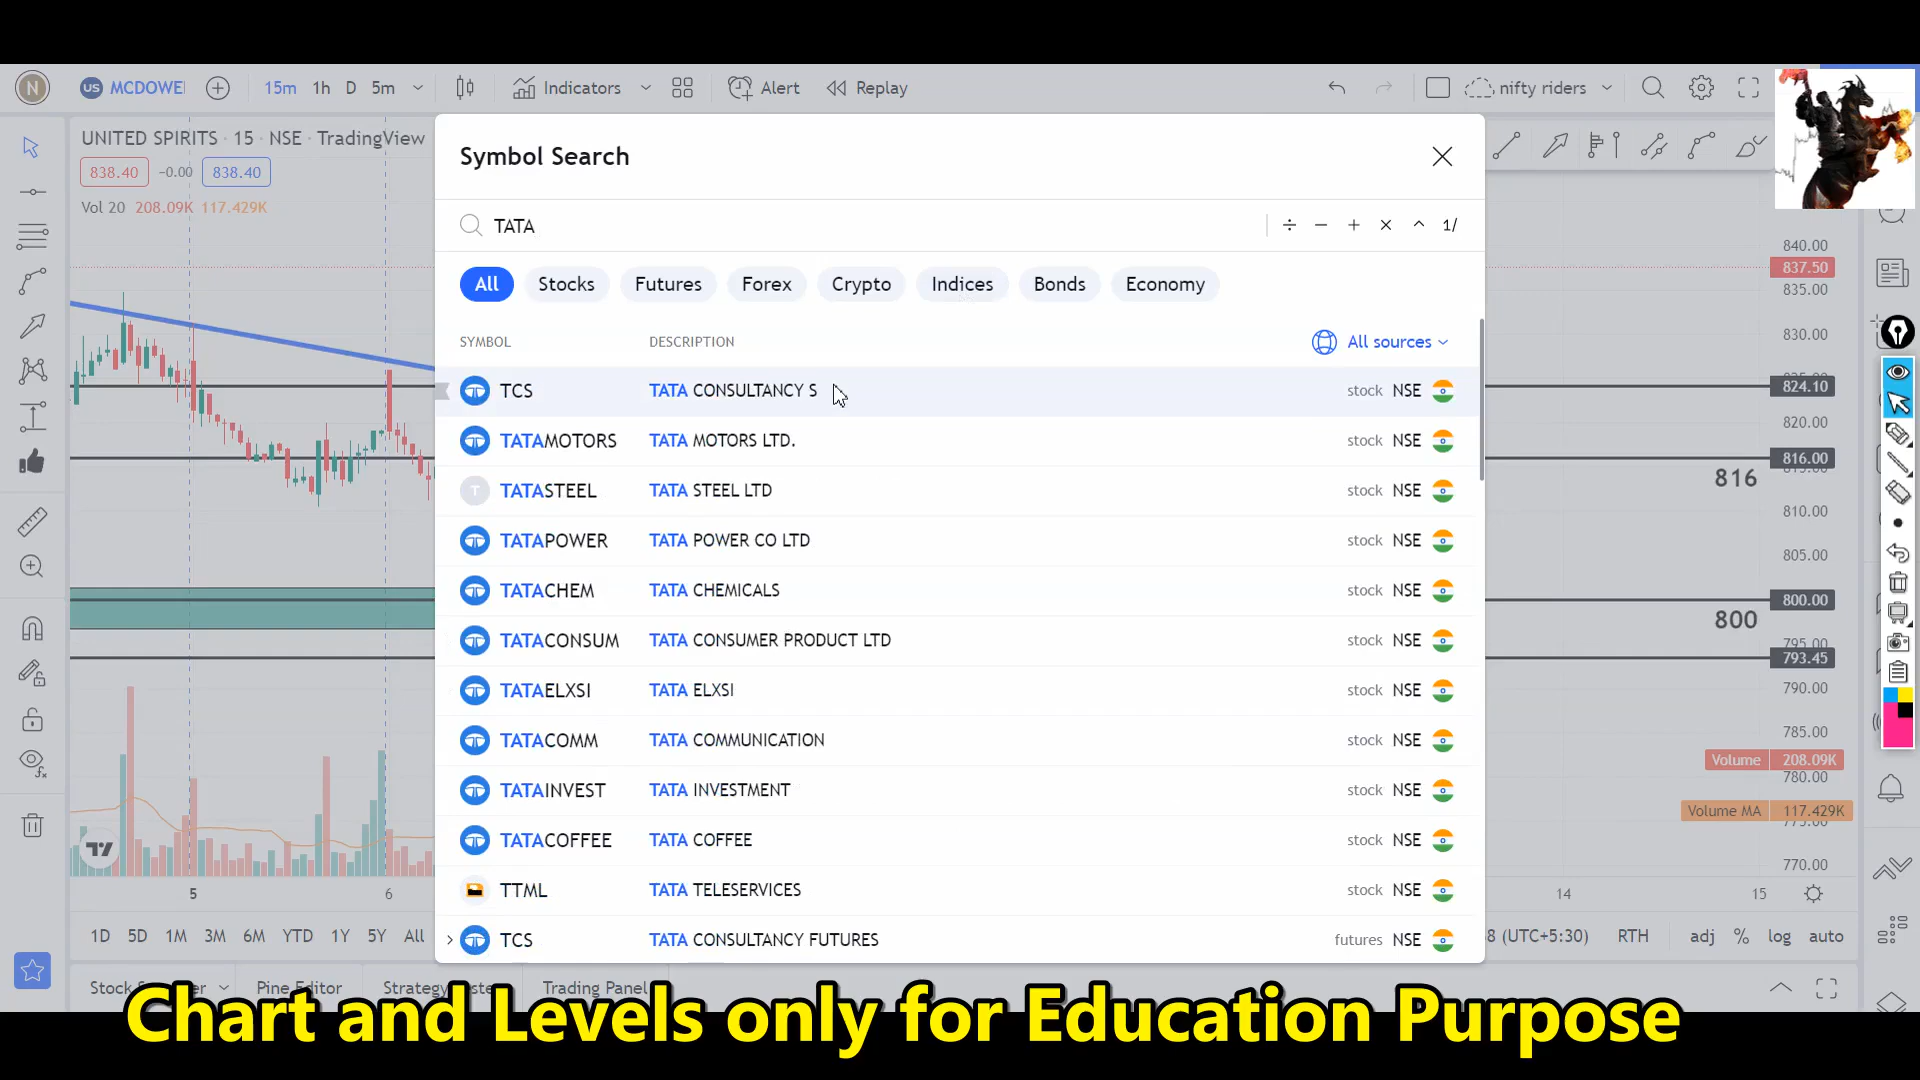 N
US MCDOWE
15m 1h D 5m
Indicators
Alert
Replay
nifty riders
UNITED SPIRITS · 15 · NSE · TradingView
838.40 −0.00 838.40
Vol 20 208.09K 117.429K
Symbol Search
TATA
÷ − + × ^ 1/
All Stocks Futures Forex Crypto Indices Bonds Economy
SYMBOL DESCRIPTION All sources
TCS TATA CONSULTANCY S stock NSE
TATAMOTORS TATA MOTORS LTD. stock NSE
T TATASTEEL TATA STEEL LTD stock NSE
TATAPOWER TATA POWER CO LTD stock NSE
TATACHEM TATA CHEMICALS stock NSE
TATACONSUM TATA CONSUMER PRODUCT LTD stock NSE
TATAELXSI TATA ELXSI stock NSE
TATACOMM TATA COMMUNICATION stock NSE
TATAINVEST TATA INVESTMENT stock NSE
TATACOFFEE TATA COFFEE stock NSE
TTML TATA TELESERVICES stock NSE
TCS TATA CONSULTANCY FUTURES futures NSE
840.00
837.50
835.00
830.00
824.10
820.00
816.00
816
810.00
805.00
800.00
800
795.00
793.45
790.00
785.00
Volume 208.09K
780.00
Volume MA 117.429K
770.00
5 6 14 15
1D 5D 1M 3M 6M YTD 1Y 5Y All
8 (UTC+5:30) RTH adj % log auto
Pine Editor
Trading Panel
Chart and Levels only for Education Purpose